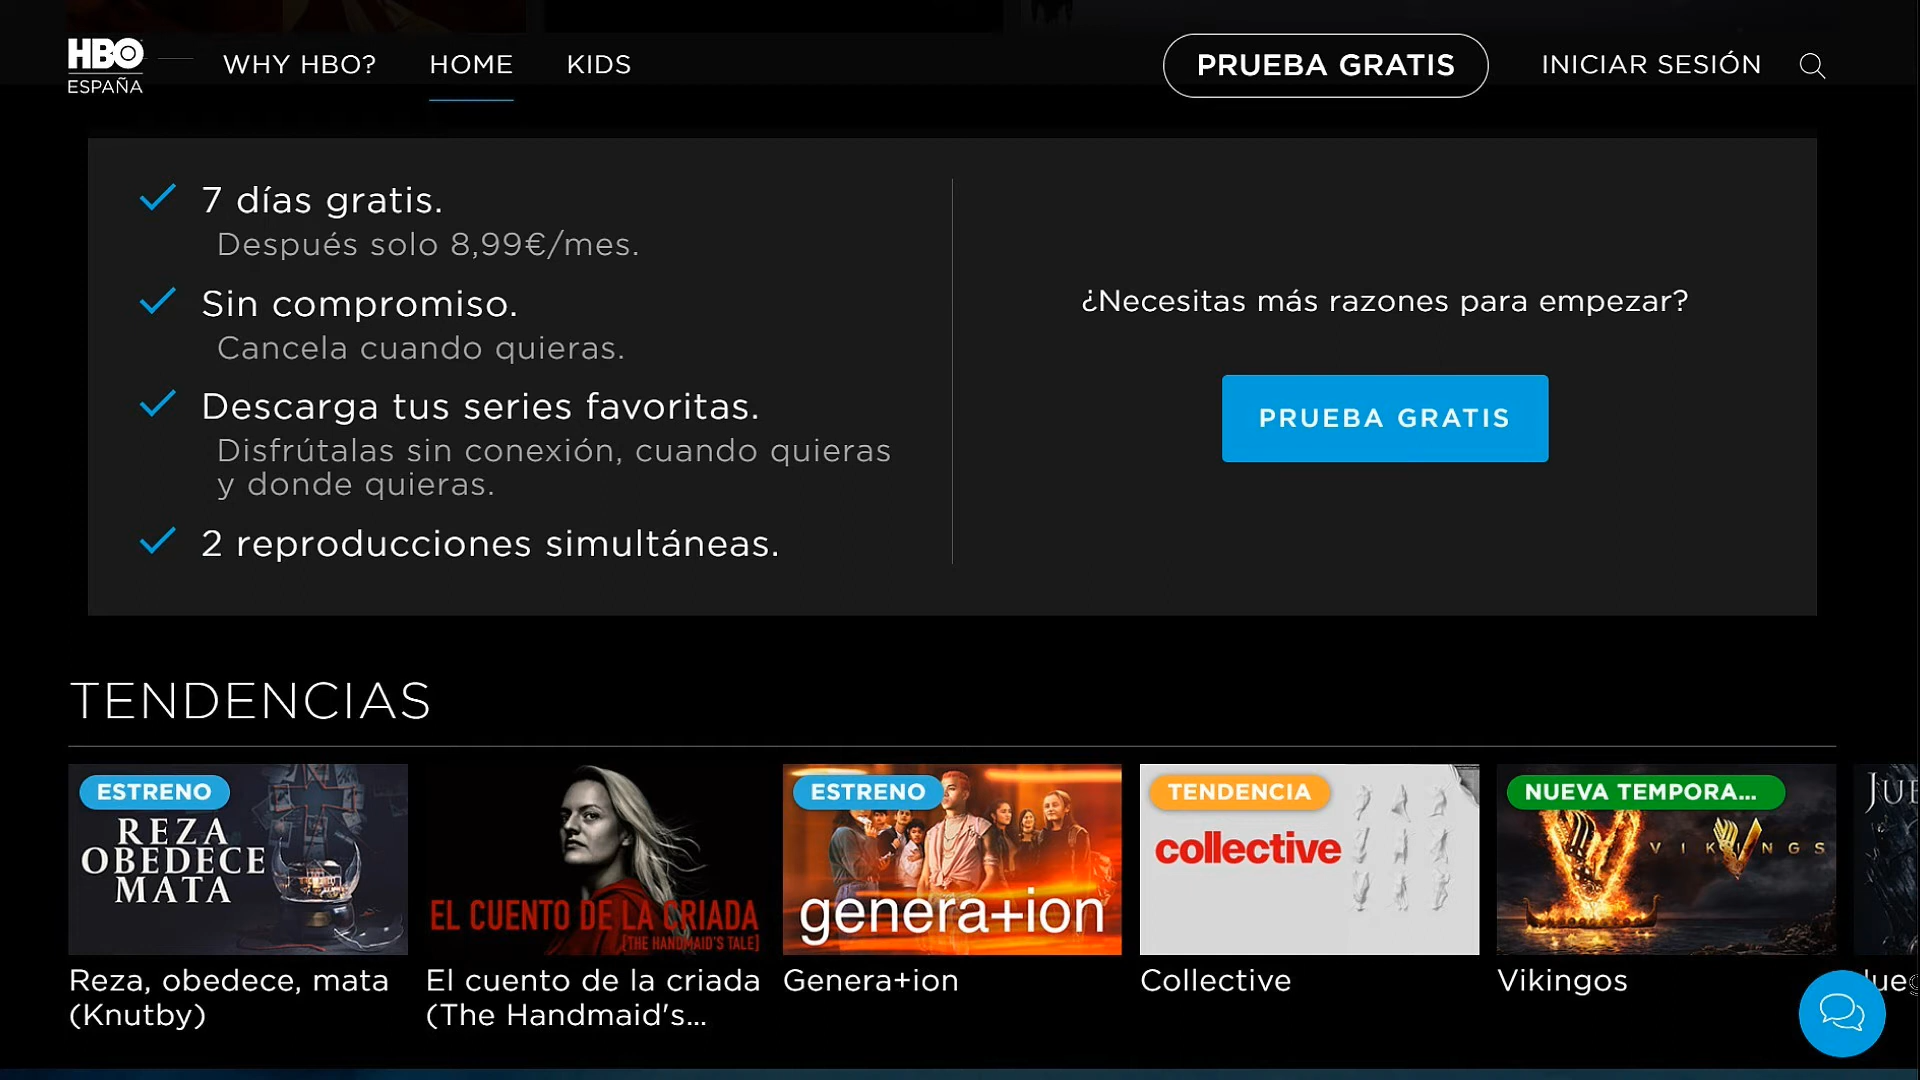 HBO
ESPAÑA
WHY HBO?
HOME
KIDS
PRUEBA GRATIS
INICIAR SESIÓN
7 días gratis.
Después solo 8,99€/mes.
Sin compromiso.
Cancela cuando quieras.
Descarga tus series favoritas.
Disfrútalas sin conexión, cuando quieras
y donde quieras.
2 reproducciones simultáneas.
¿Necesitas más razones para empezar?
PRUEBA GRATIS
TENDENCIAS
ESTRENO
REZA
OBEDECE
MATA
Reza, obedece, mata
(Knutby)
EL CUENTO DE LA CRIADA
[THE HANDMAID'S TALE]
El cuento de la criada
(The Handmaid's...
ESTRENO
genera+ion
Genera+ion
TENDENCIA
collective
Collective
NUEVA TEMPORA...
VIKINGS
Vikingos